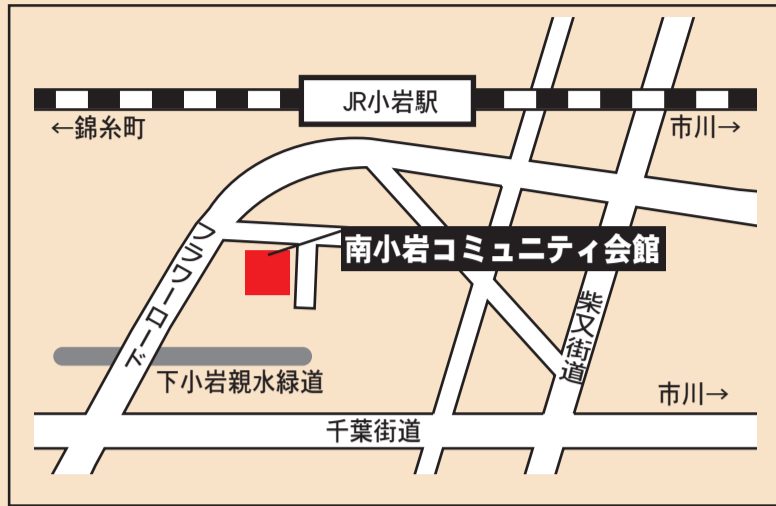 JR小岩駅
←錦糸町
市川→
南小岩コミュニティ会館
フラワーロード
柴又街道
下小岩親水緑道
市川→
千葉街道